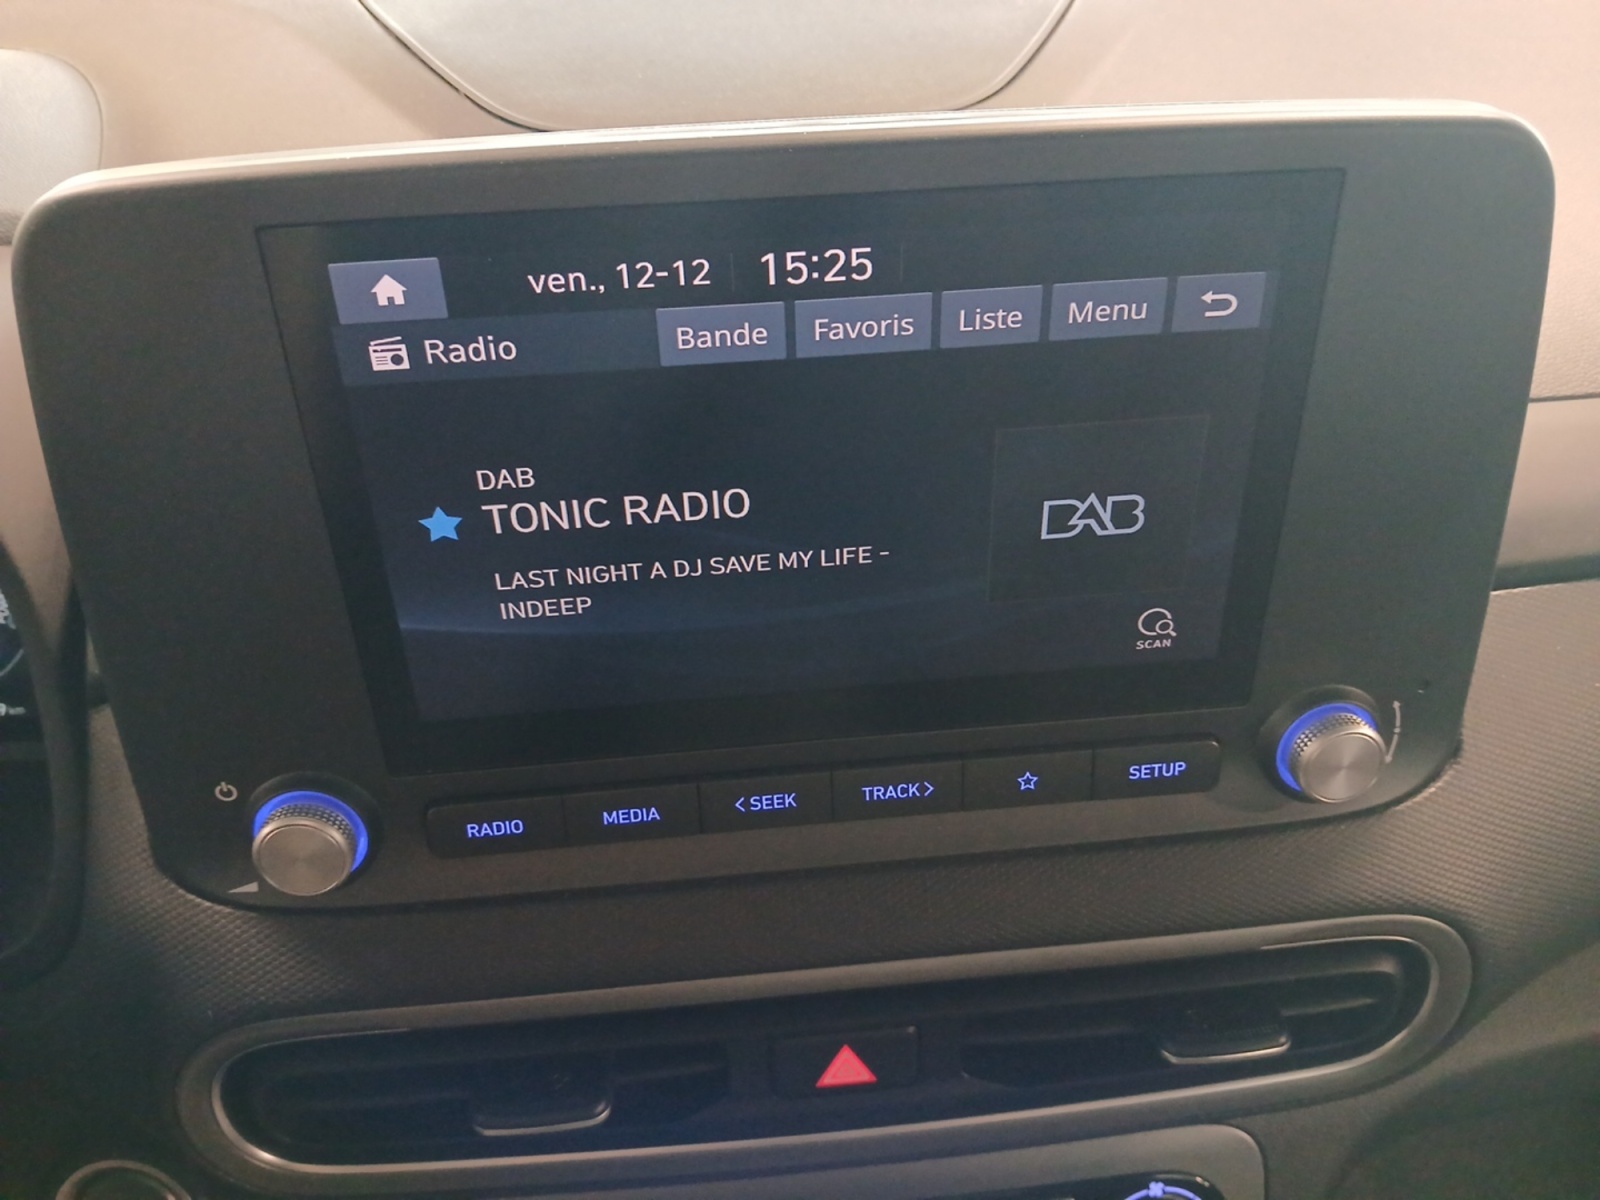 ven., 12-12 15:25
Radio Bande Favoris Liste Menu
DAB
TONIC RADIO
LAST NIGHT A DJ SAVE MY LIFE -
INDEEP
DAB
SCAN
RADIO MEDIA < SEEK TRACK > SETUP